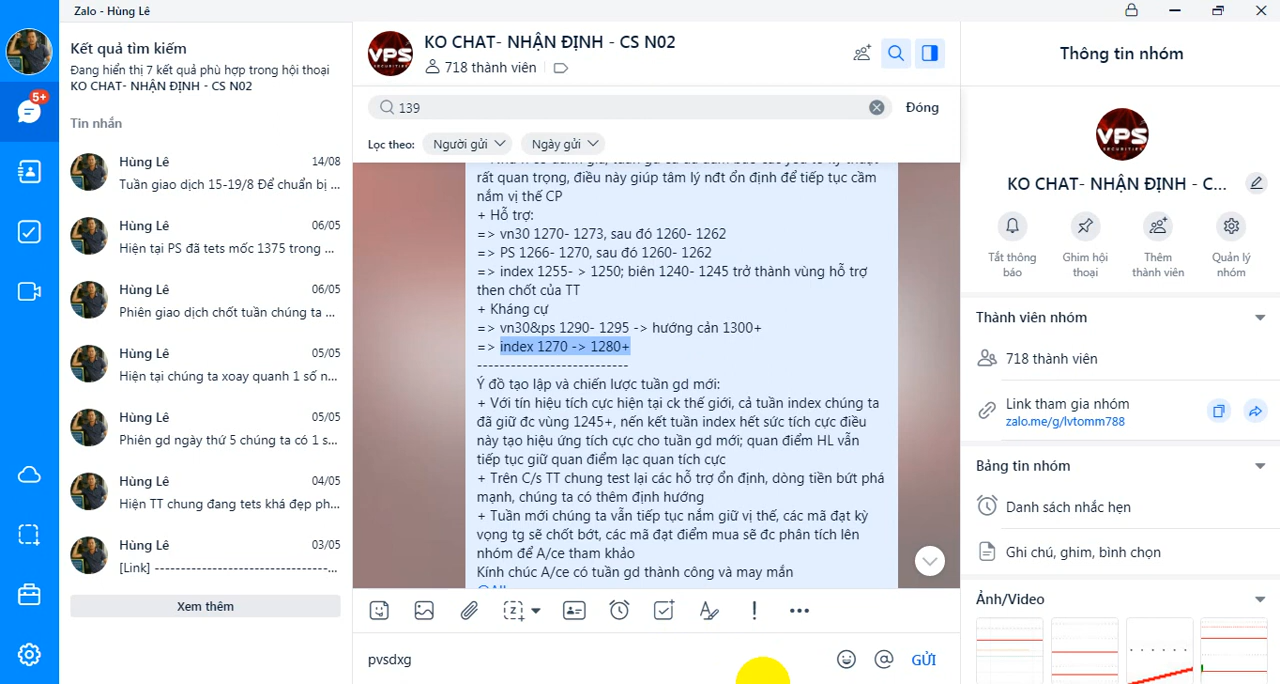 Zalo - Hùng Lê
5+
Kết quả tìm kiếm
Đang hiển thị 7 kết quả phù hợp trong hội thoại
KO CHAT- NHẬN ĐỊNH - CS N02
Tin nhắn
Hùng Lê 14/08
Tuần giao dịch 15-19/8 Để chuẩn bị ...
Hùng Lê 06/05
Hiện tại PS đã tets mốc 1375 trong ...
Hùng Lê 06/05
Phiên giao dịch chốt tuần chúng ta ...
Hùng Lê 05/05
Hiện tại chúng ta xoay quanh 1 số n...
Hùng Lê 05/05
Phiên gd ngày thứ 5 chúng ta có 1 s...
Hùng Lê 04/05
Hiện TT chung đang tets khá đẹp ph...
Hùng Lê 03/05
[Link] ---------------------------------...
Xem thêm
VPS
SECURITIES
KO CHAT- NHẬN ĐỊNH - CS N02
718 thành viên
139
Đóng
Lọc theo: Người gửi Ngày gửi
rất quan trọng, điều này giúp tâm lý nđt ổn định để tiếp tục cầm
nắm vị thế CP
+ Hỗ trợ:
=> vn30 1270- 1273, sau đó 1260- 1262
=> PS 1266- 1270, sau đó 1260- 1262
=> index 1255- > 1250; biên 1240- 1245 trở thành vùng hỗ trợ
then chốt của TT
+ Kháng cự
=> vn30&ps 1290- 1295 -> hướng cản 1300+
=> index 1270 -> 1280+
---------------------------
Ý đồ tạo lập và chiến lược tuần gd mới:
+ Với tín hiệu tích cực hiện tại ck thế giới, cả tuần index chúng ta
đã giữ đc vùng 1245+, nến kết tuần index hết sức tích cực điều
này tạo hiệu ứng tích cực cho tuần gd mới; quan điểm HL vẫn
tiếp tục giữ quan điểm lạc quan tích cực
+ Trên C/s TT chung test lại các hỗ trợ ổn định, dòng tiền bứt phá
mạnh, chúng ta có thêm định hướng
+ Tuần mới chúng ta vẫn tiếp tục nắm giữ vị thế, các mã đạt kỳ
vọng tg sẽ chốt bớt, các mã đạt điểm mua sẽ đc phân tích lên
nhóm để A/ce tham khảo
Kính chúc A/ce có tuần gd thành công và may mắn
pvsdxg
GỬI
Thông tin nhóm
VPS
SECURITIES
KO CHAT- NHẬN ĐỊNH - C...
Tắt thông báo
Ghim hội thoại
Thêm thành viên
Quản lý nhóm
Thành viên nhóm
718 thành viên
Link tham gia nhóm
zalo.me/g/lvtomm788
Bảng tin nhóm
Danh sách nhắc hẹn
Ghi chú, ghim, bình chọn
Ảnh/Video